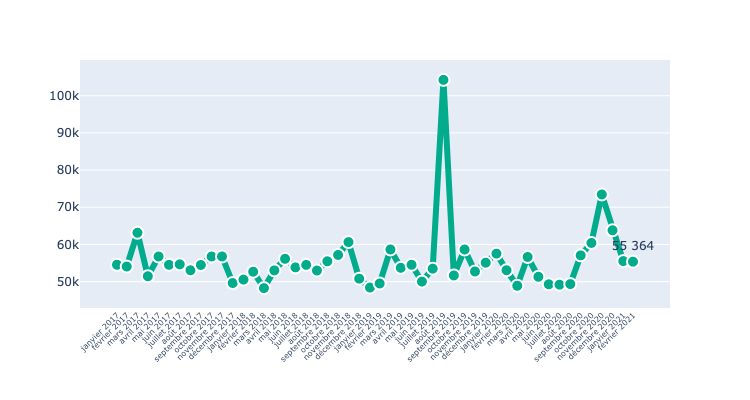 100k
90k
80k
70k
60k
50k
55 364
janvier 2017
février 2017
mars 2017
avril 2017
mai 2017
juin 2017
juillet 2017
août 2017
septembre 2017
octobre 2017
novembre 2017
décembre 2017
janvier 2018
février 2018
mars 2018
avril 2018
mai 2018
juin 2018
juillet 2018
août 2018
septembre 2018
octobre 2018
novembre 2018
décembre 2018
janvier 2019
février 2019
mars 2019
avril 2019
mai 2019
juin 2019
juillet 2019
août 2019
septembre 2019
octobre 2019
novembre 2019
décembre 2019
janvier 2020
février 2020
mars 2020
avril 2020
mai 2020
juin 2020
juillet 2020
août 2020
septembre 2020
octobre 2020
novembre 2020
décembre 2020
janvier 2021
février 2021